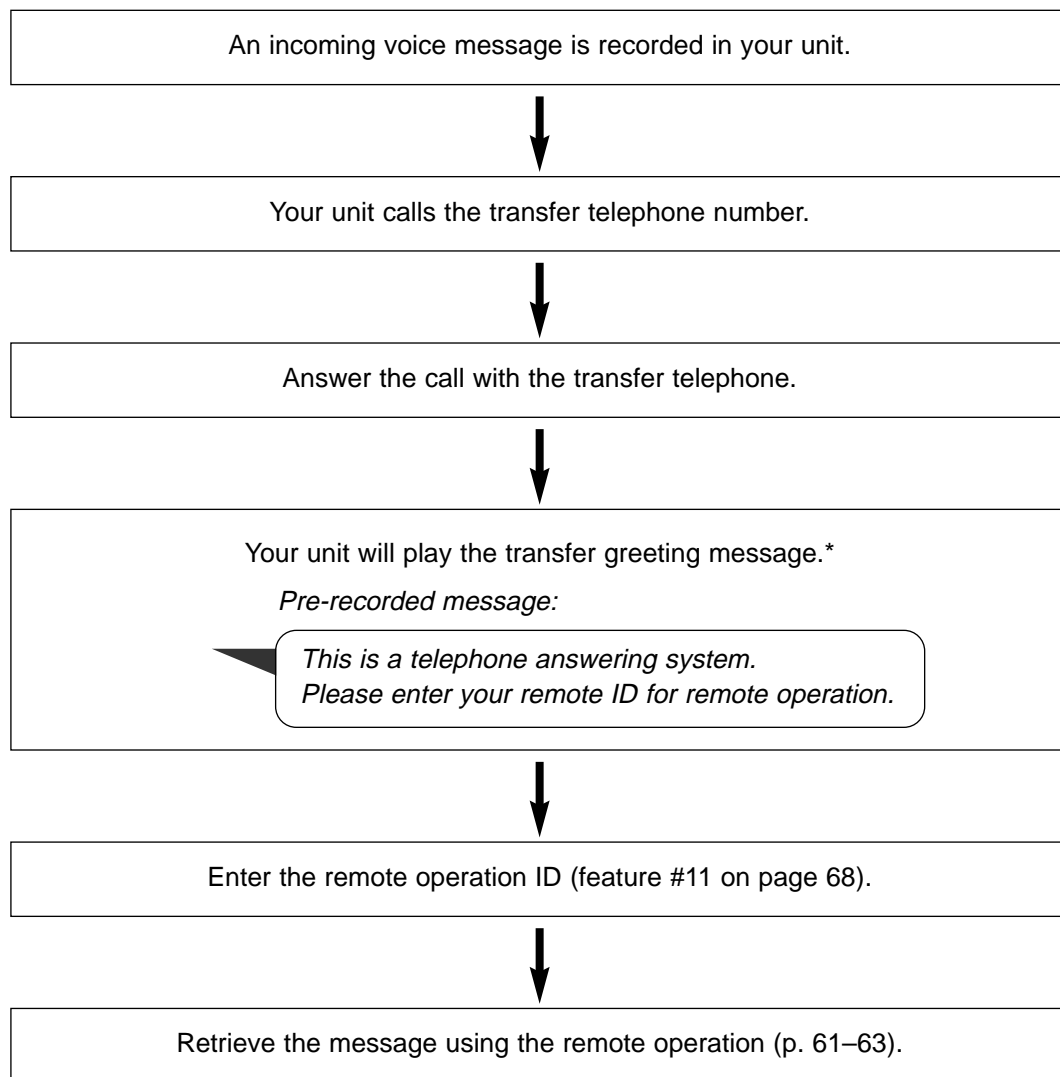 An incoming voice message is recorded in your unit.
Your unit calls the transfer telephone number.
Answer the call with the transfer telephone.
Your unit will play the transfer greeting message.*
Pre-recorded message:
This is a telephone answering system.
Please enter your remote ID for remote operation.
Enter the remote operation ID (feature #11 on page 68).
Retrieve the message using the remote operation (p. 61–63).